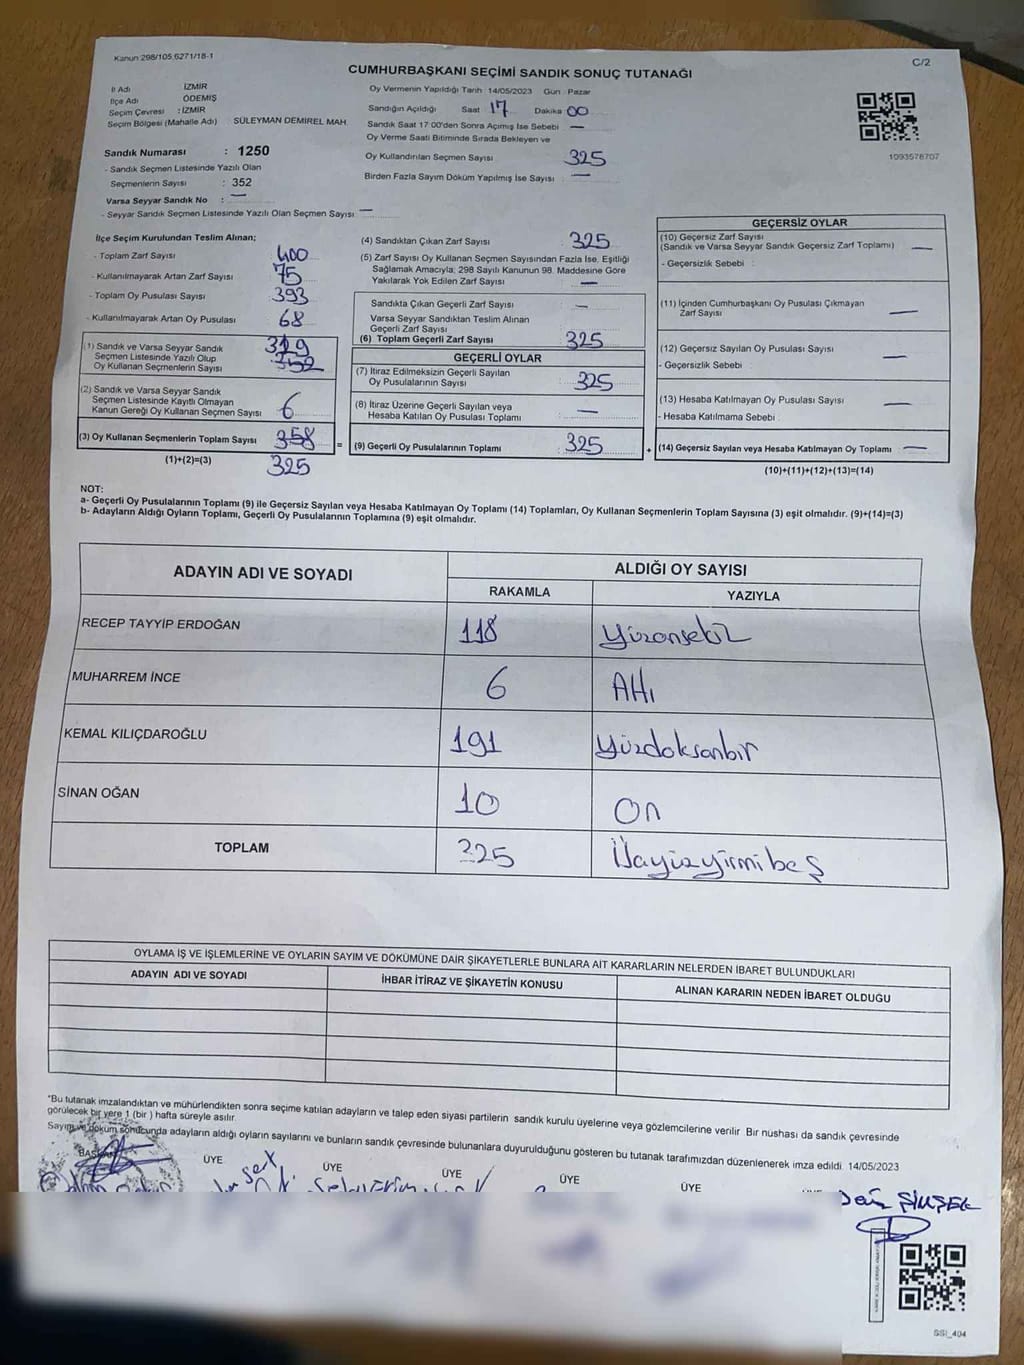 Kanun 298/105,6271/18-1
C/2
CUMHURBAŞKANI SEÇİMİ SANDIK SONUÇ TUTANAĞI
İl Adı İZMİR
İlçe Adı ÖDEMİŞ
Seçim Çevresi : İZMİR
Seçim Bölgesi (Mahalle Adı) SÜLEYMAN DEMIREL MAH.
Oy Vermenin Yapıldığı Tarih 14/05/2023 Gün : Pazar
Sandığın Açıldığı Saat 17 Dakika 00
Sandık Saat 17:00'den Sonra Açımış İse Sebebi —
Oy Verme Saati Bitiminde Sırada Bekleyen ve
Oy Kullandırılan Seçmen Sayısı 325
Birden Fazla Sayım Döküm Yapılmış İse Sayısı —
1093578707
Sandık Numarası : 1250
- Sandık Seçmen Listesinde Yazılı Olan
Seçmenlerin Sayısı : 352
Varsa Seyyar Sandık No : —
- Seyyar Sandık Seçmen Listesinde Yazılı Olan Seçmen Sayısı —
İlçe Seçim Kurulundan Teslim Alınan;
- Toplam Zarf Sayısı 400
- Kullanılmayarak Artan Zarf Sayısı 75
- Toplam Oy Pusulası Sayısı 393
- Kullanılmayarak Artan Oy Pusulası 68
(1) Sandık ve Varsa Seyyar Sandık 319
Seçmen Listesinde Yazılı Olup
Oy Kullanan Seçmenlerin Sayısı 352
(2) Sandık ve Varsa Seyyar Sandık
Seçmen Listesinde Kayıtlı Olmayan
Kanun Gereği Oy Kullanan Seçmen Sayısı 6
(3) Oy Kullanan Seçmenlerin Toplam Sayısı 358
(1)+(2)=(3) 325
(4) Sandıktan Çıkan Zarf Sayısı 325
(5) Zarf Sayısı Oy Kullanan Seçmen Sayısından Fazla İse, Eşitliği
Sağlamak Amacıyla; 298 Sayılı Kanunun 98. Maddesine Göre
Yakılarak Yok Edilen Zarf Sayısı —
Sandıkta Çıkan Geçerli Zarf Sayısı —
Varsa Seyyar Sandıktan Teslim Alınan
Geçerli Zarf Sayısı
(6) Toplam Geçerli Zarf Sayısı 325
GEÇERLİ OYLAR
(7) İtiraz Edilmeksizin Geçerli Sayılan
Oy Pusulalarının Sayısı 325
(8) İtiraz Üzerine Geçerli Sayılan veya
Hesaba Katılan Oy Pusulası Toplamı —
= (9) Geçerli Oy Pusulalarının Toplamı 325
GEÇERSİZ OYLAR
(10) Geçersiz Zarf Sayısı
(Sandık ve Varsa Seyyar Sandık Geçersiz Zarf Toplamı) —
- Geçersizlik Sebebi :
(11) İçinden Cumhurbaşkanı Oy Pusulası Çıkmayan
Zarf Sayısı —
(12) Geçersiz Sayılan Oy Pusulası Sayısı —
- Geçersizlik Sebebi :
(13) Hesaba Katılmayan Oy Pusulası Sayısı —
- Hesaba Katılmama Sebebi :
+ (14) Geçersiz Sayılan veya Hesaba Katılmayan Oy Toplamı —
(10)+(11)+(12)+(13)=(14)
NOT:
a- Geçerli Oy Pusulalarının Toplamı (9) ile Geçersiz Sayılan veya Hesaba Katılmayan Oy Toplamı (14) Toplamları, Oy Kullanan Seçmenlerin Toplam Sayısına (3) eşit olmalıdır. (9)+(14)=(3)
b- Adayların Aldığı Oyların Toplamı, Geçerli Oy Pusulalarının Toplamına (9) eşit olmalıdır.
ADAYIN ADI VE SOYADI ALDIĞI OY SAYISI
RAKAMLA YAZIYLA
RECEP TAYYİP ERDOĞAN 118 Yüzonsekiz
MUHARREM İNCE 6 Altı
KEMAL KILIÇDAROĞLU 191 Yüzdoksanbir
SİNAN OĞAN 10 On
TOPLAM 325 Üçyüzyirmibeş
OYLAMA İŞ VE İŞLEMLERİNE VE OYLARIN SAYIM VE DÖKÜMÜNE DAİR ŞİKAYETLERLE BUNLARA AİT KARARLARIN NELERDEN İBARET BULUNDUKLARI
ADAYIN ADI VE SOYADI İHBAR İTİRAZ VE ŞİKAYETİN KONUSU ALINAN KARARIN NEDEN İBARET OLDUĞU
*Bu tutanak imzalandıktan ve mühürlendikten sonra seçime katılan adayların ve talep eden siyasi partilerin sandık kurulu üyelerine veya gözlemcilerine verilir. Bir nüshası da sandık çevresinde
görülecek bir yere 1 (bir ) hafta süreyle asılır.
Sayım ve döküm sonucunda adayların aldığı oyların sayılarını ve bunların sandık çevresinde bulunanlara duyurulduğunu gösteren bu tutanak tarafımızdan düzenlenerek imza edildi. 14/05/2023
BAŞKAN ÜYE ÜYE ÜYE ÜYE ÜYE
ŞİMŞEK
SSI_404